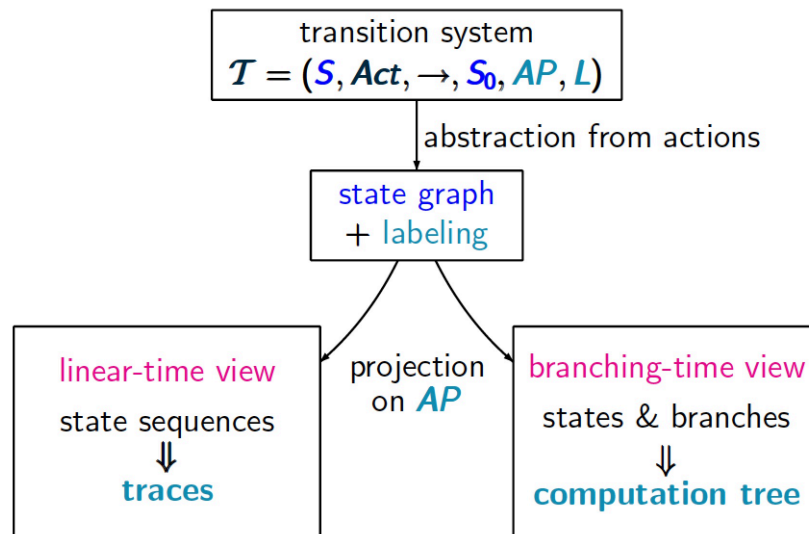 transition system
𝒯 = (S, Act, →, S₀, AP, L)
abstraction from actions
state graph
+ labeling
linear-time view
state sequences
⇓
traces
projection
on AP
branching-time view
states & branches
⇓
computation tree